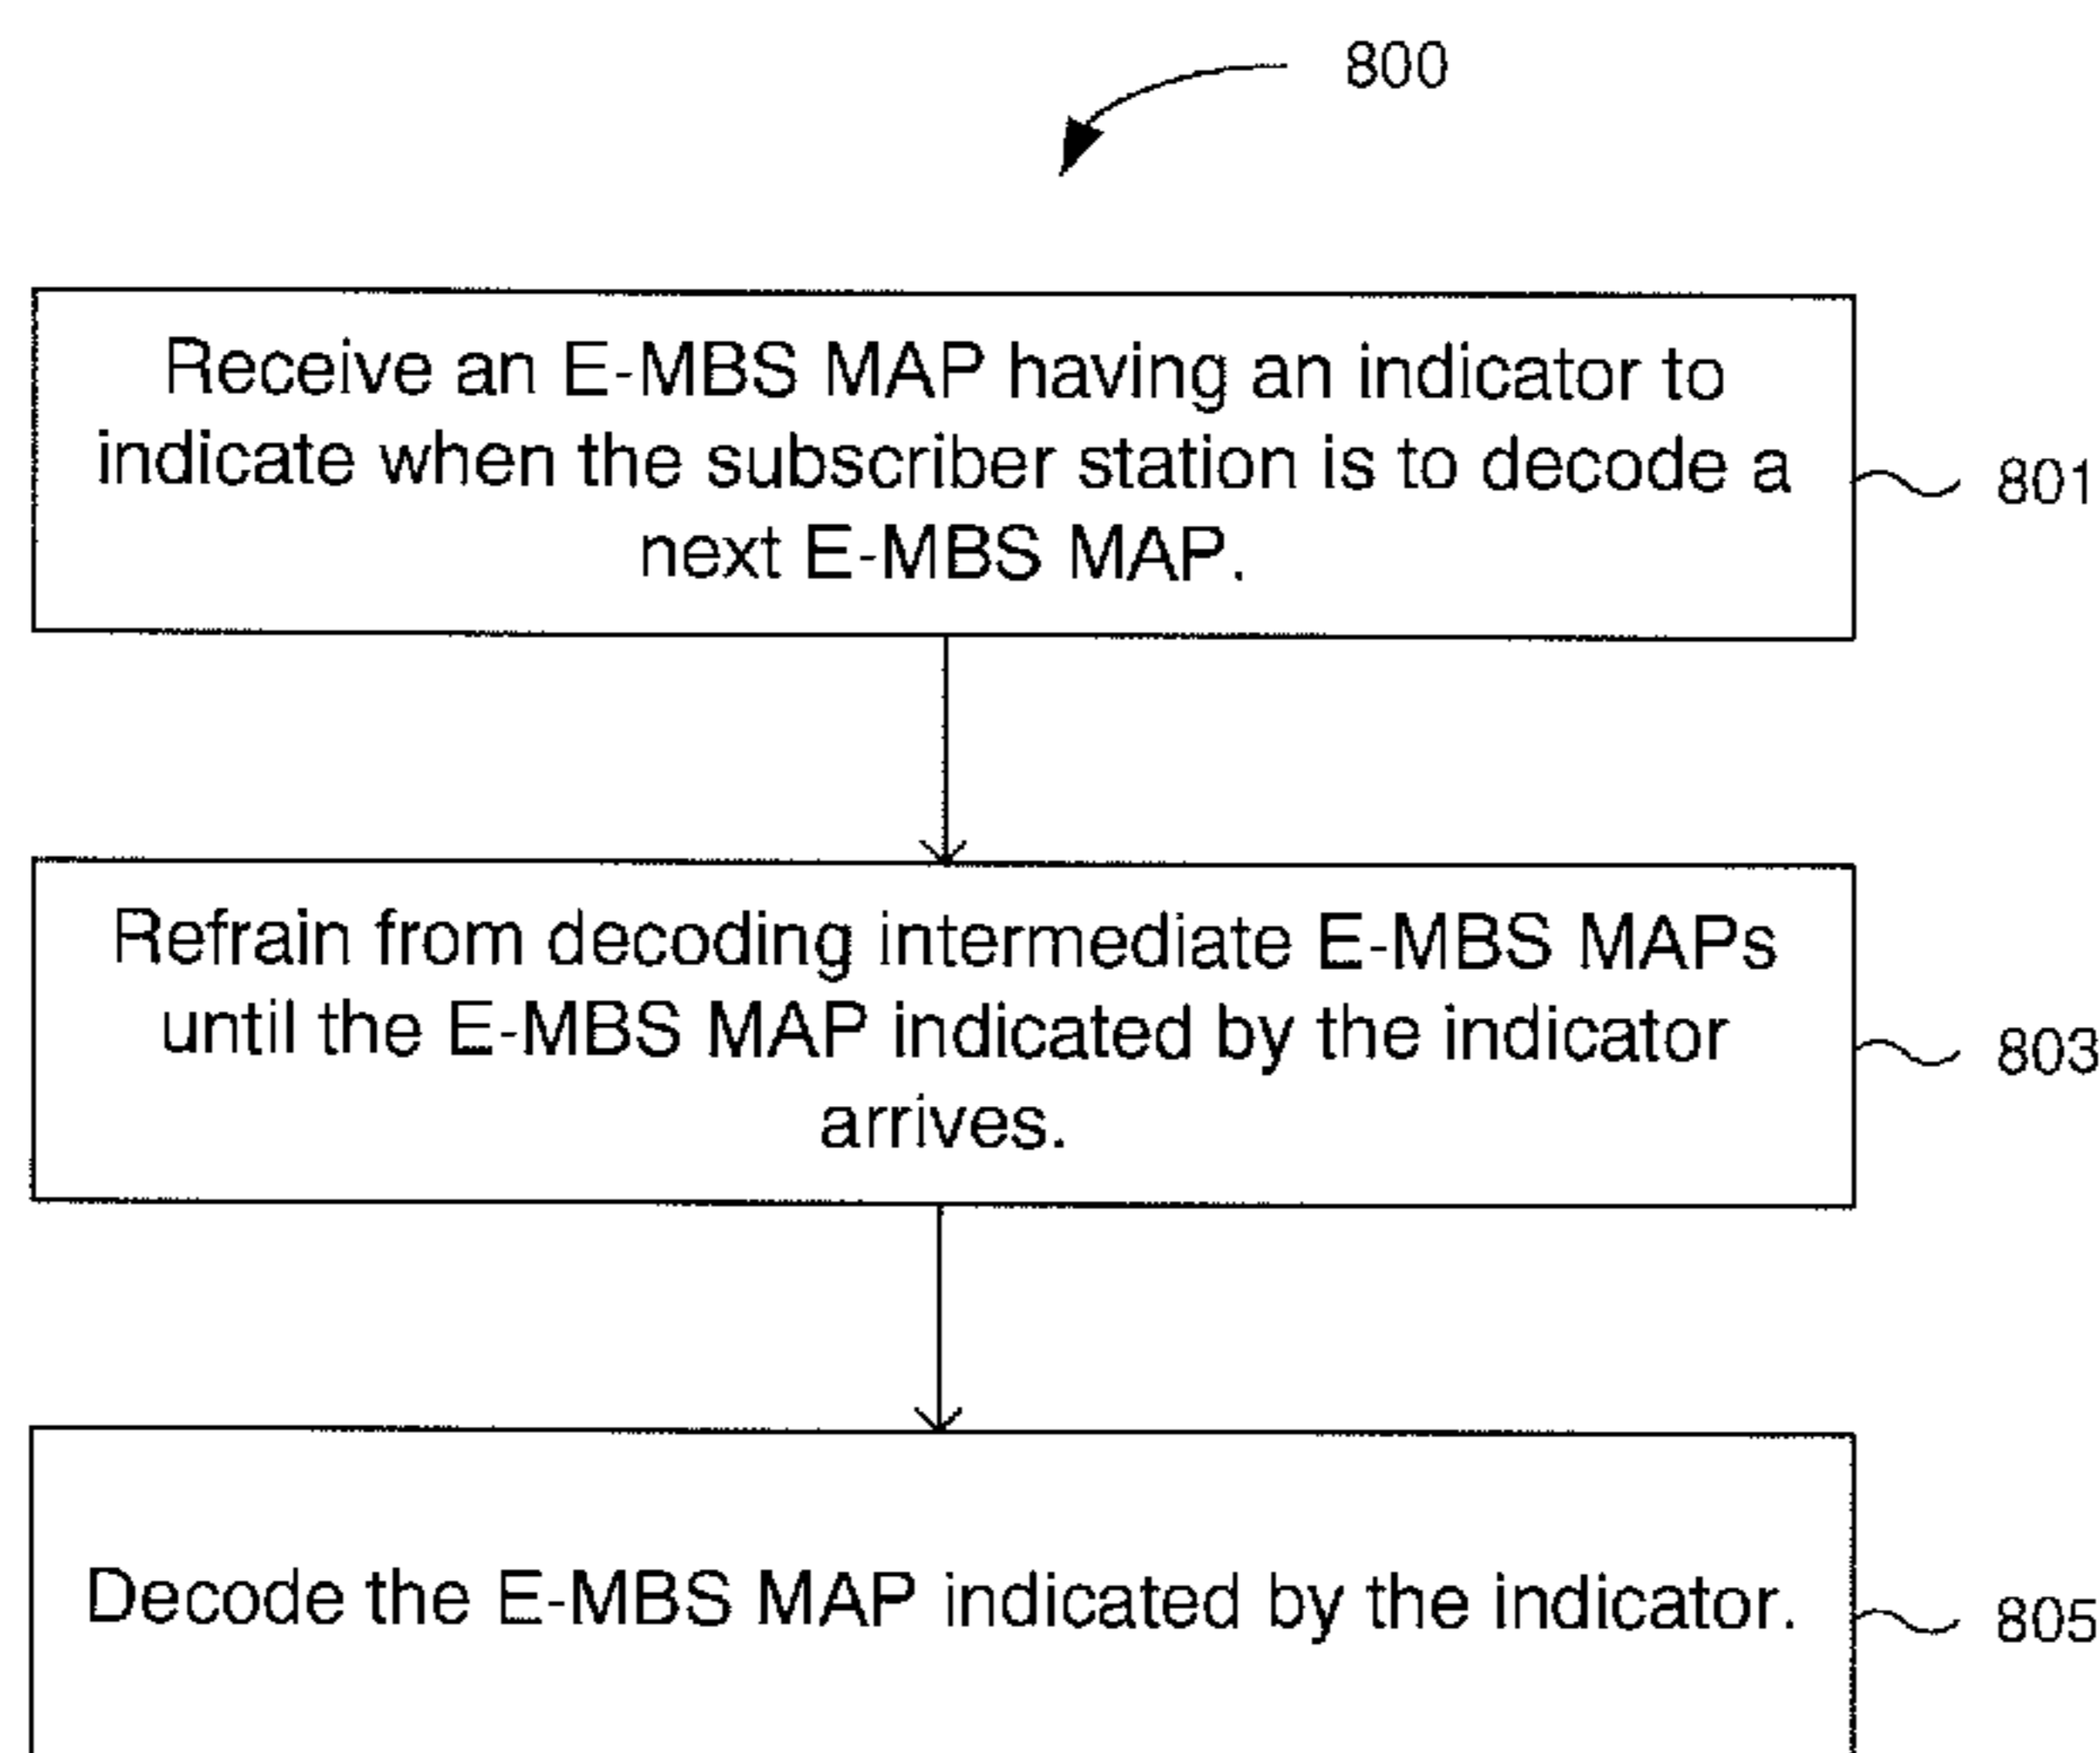 800
Receive an E-MBS MAP having an indicator to
indicate when the subscriber station is to decode a
next E-MBS MAP.
801
Refrain from decoding intermediate E-MBS MAPs
until the E-MBS MAP indicated by the indicator
arrives.
803
Decode the E-MBS MAP indicated by the indicator.
805